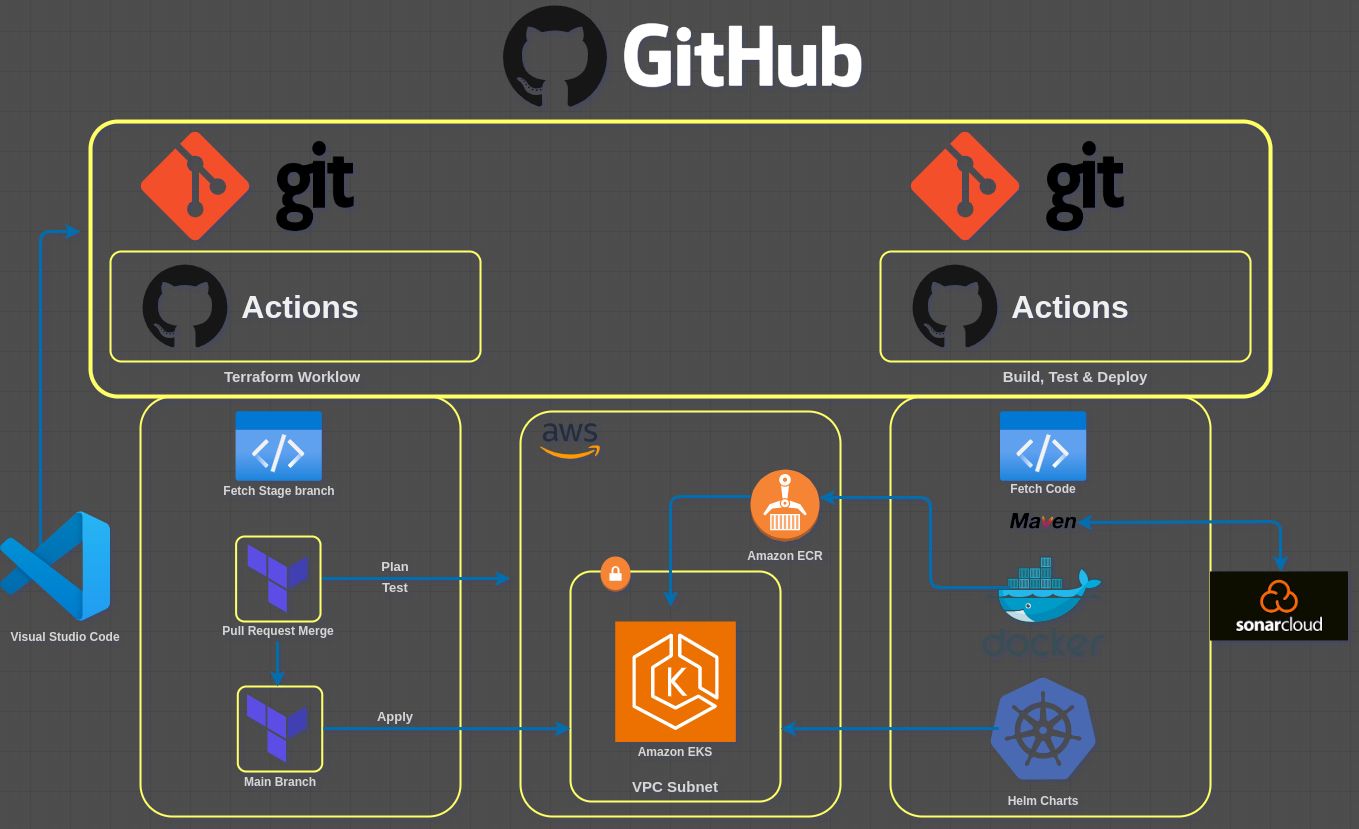 GitHub
git
git
Actions
Actions
Terraform Worklow
Build, Test & Deploy
aws
Fetch Stage branch
Fetch Code
Maven
Amazon ECR
Plan
Test
Pull Request Merge
Visual Studio Code
docker
sonarcloud
K
Apply
Main Branch
Amazon EKS
VPC Subnet
Helm Charts